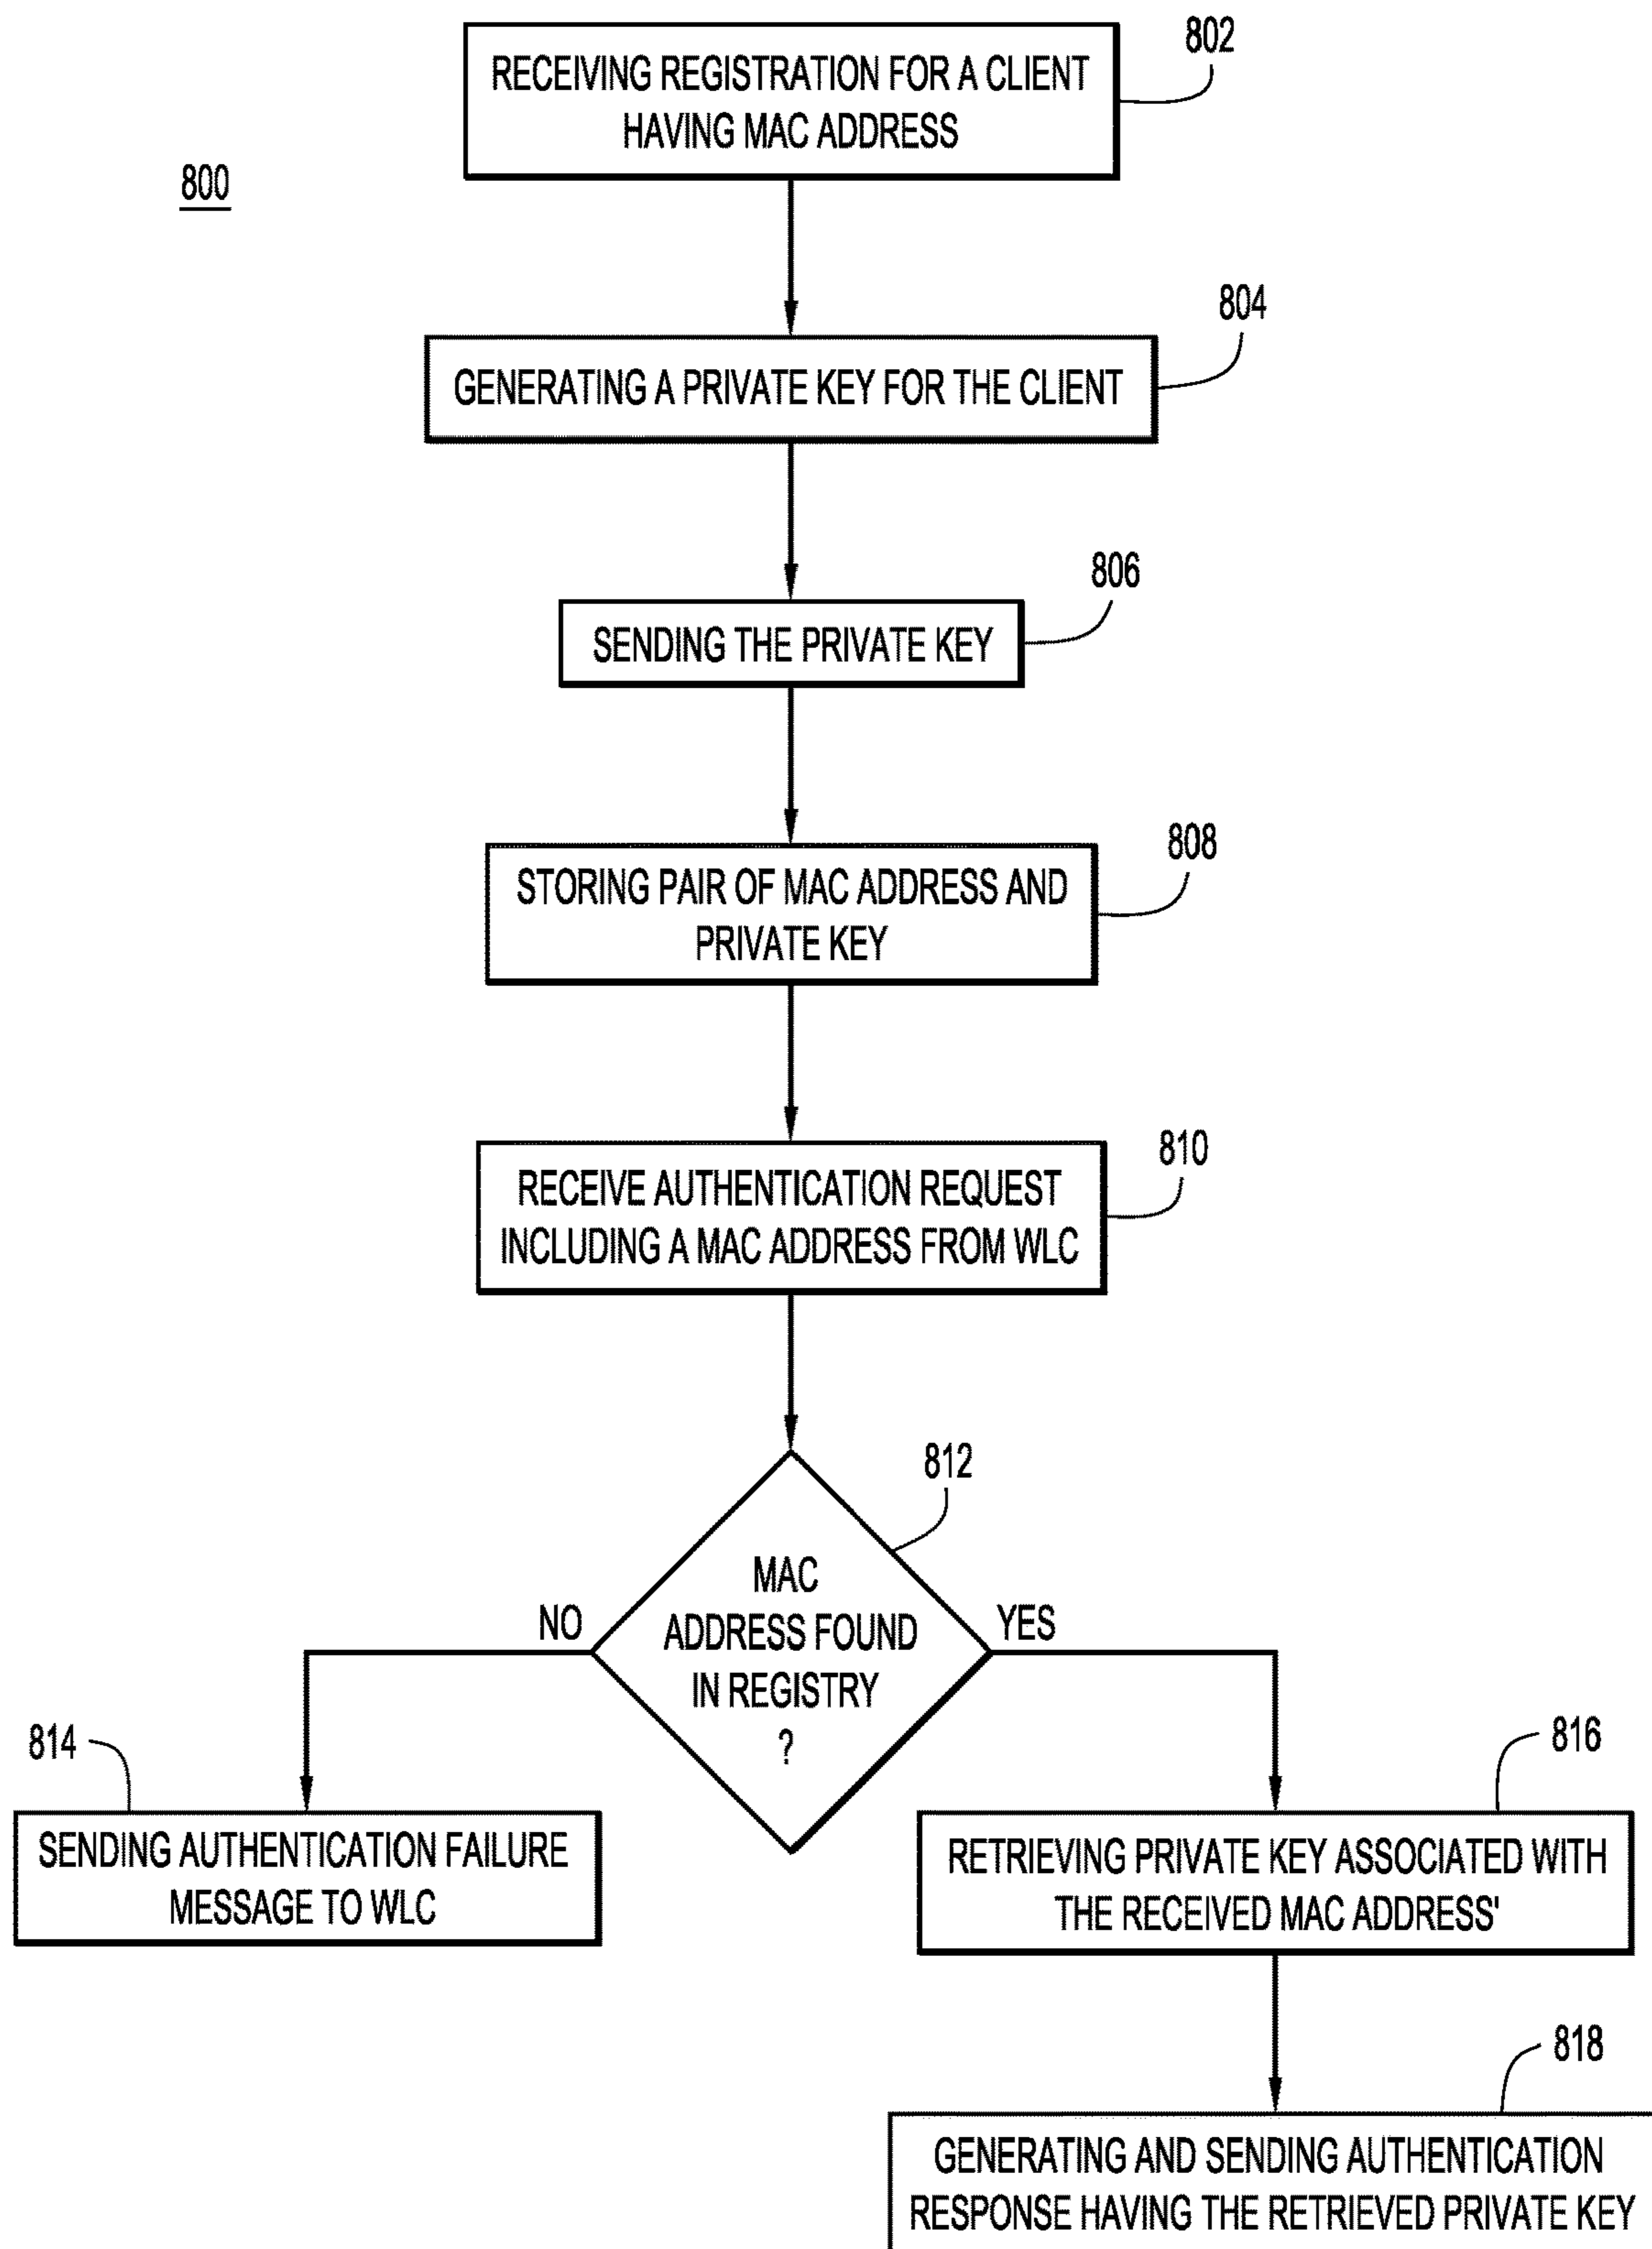 802
RECEIVING REGISTRATION FOR A CLIENT
HAVING MAC ADDRESS
800
804
GENERATING A PRIVATE KEY FOR THE CLIENT
806
SENDING THE PRIVATE KEY
808
STORING PAIR OF MAC ADDRESS AND
PRIVATE KEY
810
RECEIVE AUTHENTICATION REQUEST
INCLUDING A MAC ADDRESS FROM WLC
812
MAC
ADDRESS FOUND
IN REGISTRY
?
NO
YES
814
SENDING AUTHENTICATION FAILURE
MESSAGE TO WLC
816
RETRIEVING PRIVATE KEY ASSOCIATED WITH
THE RECEIVED MAC ADDRESS'
818
GENERATING AND SENDING AUTHENTICATION
RESPONSE HAVING THE RETRIEVED PRIVATE KEY